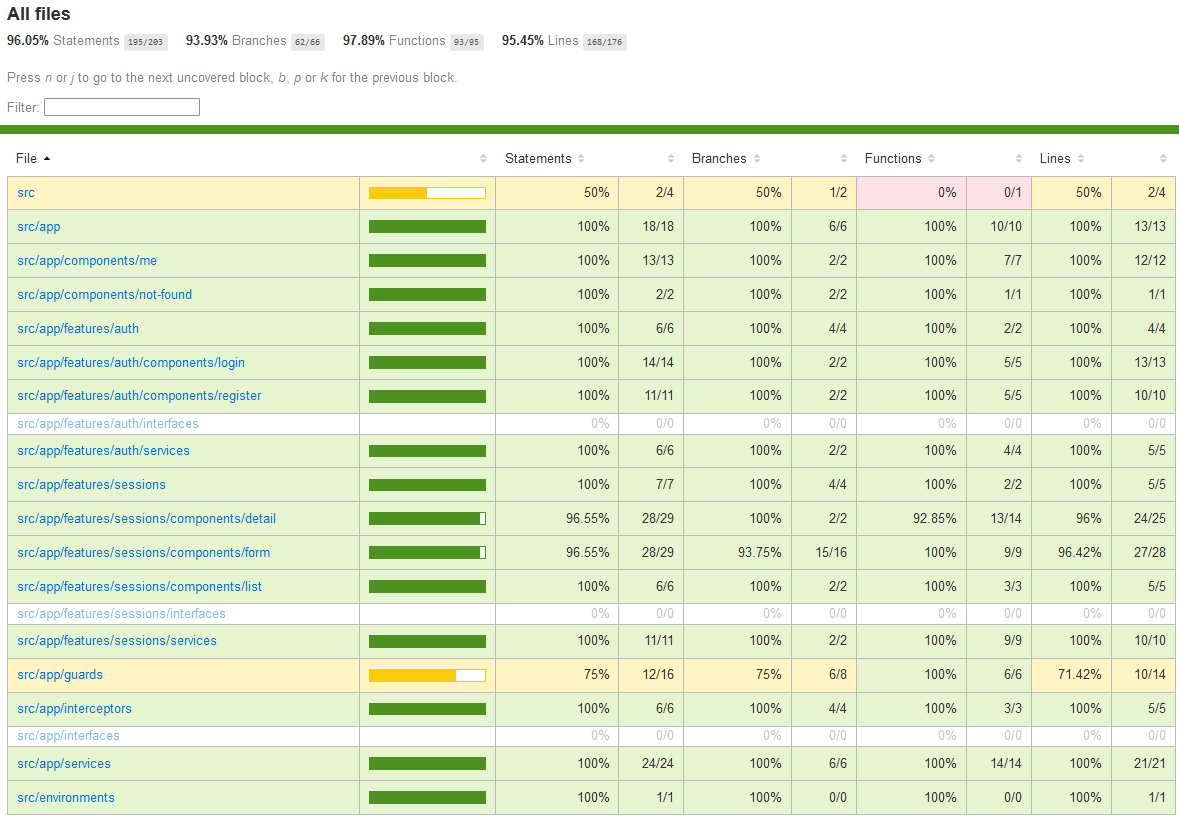 All files
96.05% Statements 195/203 93.93% Branches 62/66 97.89% Functions 93/95 95.45% Lines 168/176
Press n or j to go to the next uncovered block, b, p or k for the previous block.
Filter:
File Statements Branches Functions Lines
src 50% 2/4 50% 1/2 0% 0/1 50% 2/4
src/app 100% 18/18 100% 6/6 100% 10/10 100% 13/13
src/app/components/me 100% 13/13 100% 2/2 100% 7/7 100% 12/12
src/app/components/not-found 100% 2/2 100% 2/2 100% 1/1 100% 1/1
src/app/features/auth 100% 6/6 100% 4/4 100% 2/2 100% 4/4
src/app/features/auth/components/login 100% 14/14 100% 2/2 100% 5/5 100% 13/13
src/app/features/auth/components/register 100% 11/11 100% 2/2 100% 5/5 100% 10/10
src/app/features/auth/interfaces 0% 0/0 0% 0/0 0% 0/0 0% 0/0
src/app/features/auth/services 100% 6/6 100% 2/2 100% 4/4 100% 5/5
src/app/features/sessions 100% 7/7 100% 4/4 100% 2/2 100% 5/5
src/app/features/sessions/components/detail 96.55% 28/29 100% 2/2 92.85% 13/14 96% 24/25
src/app/features/sessions/components/form 96.55% 28/29 93.75% 15/16 100% 9/9 96.42% 27/28
src/app/features/sessions/components/list 100% 6/6 100% 2/2 100% 3/3 100% 5/5
src/app/features/sessions/interfaces 0% 0/0 0% 0/0 0% 0/0 0% 0/0
src/app/features/sessions/services 100% 11/11 100% 2/2 100% 9/9 100% 10/10
src/app/guards 75% 12/16 75% 6/8 100% 6/6 71.42% 10/14
src/app/interceptors 100% 6/6 100% 4/4 100% 3/3 100% 5/5
src/app/interfaces 0% 0/0 0% 0/0 0% 0/0 0% 0/0
src/app/services 100% 24/24 100% 6/6 100% 14/14 100% 21/21
src/environments 100% 1/1 100% 0/0 100% 0/0 100% 1/1